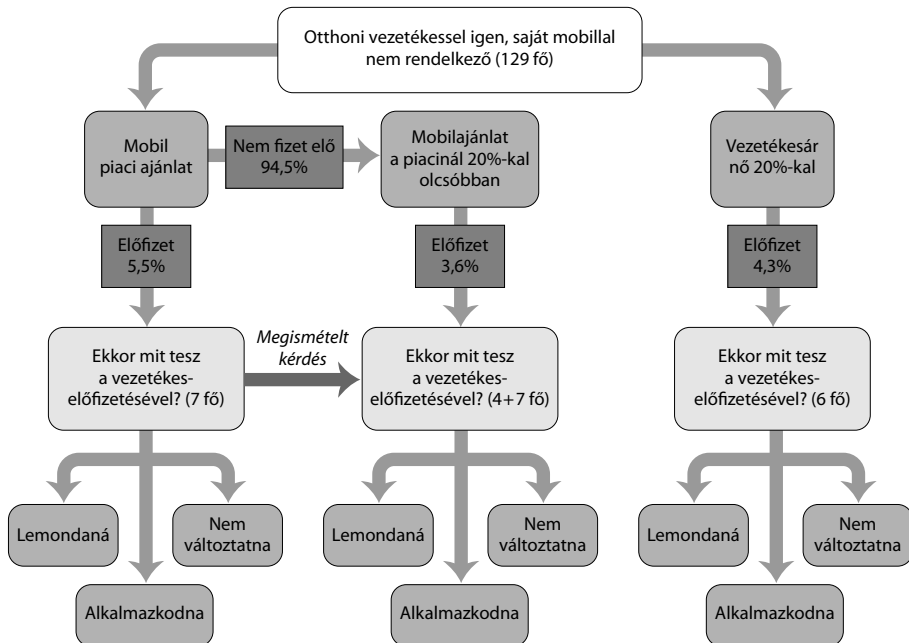 Otthoni vezetékessel igen, saját mobillal
nem rendelkező (129 fő)
Mobil
piaci ajánlat
Nem fizet elő
94,5%
Mobilajánlat
a piacinál 20%-kal
olcsóbban
Vezetékesár
nő 20%-kal
Előfizet
5,5%
Előfizet
3,6%
Előfizet
4,3%
Ekkor mit tesz
a vezetékes-
előfizetésével? (7 fő)
Megismételt
kérdés
Ekkor mit tesz
a vezetékes-
előfizetésével? (4+7 fő)
Ekkor mit tesz
a vezetékes-
előfizetésével? (6 fő)
Lemondaná
Nem
változtatna
Lemondaná
Nem
változtatna
Lemondaná
Nem
változtatna
Alkalmazkodna
Alkalmazkodna
Alkalmazkodna